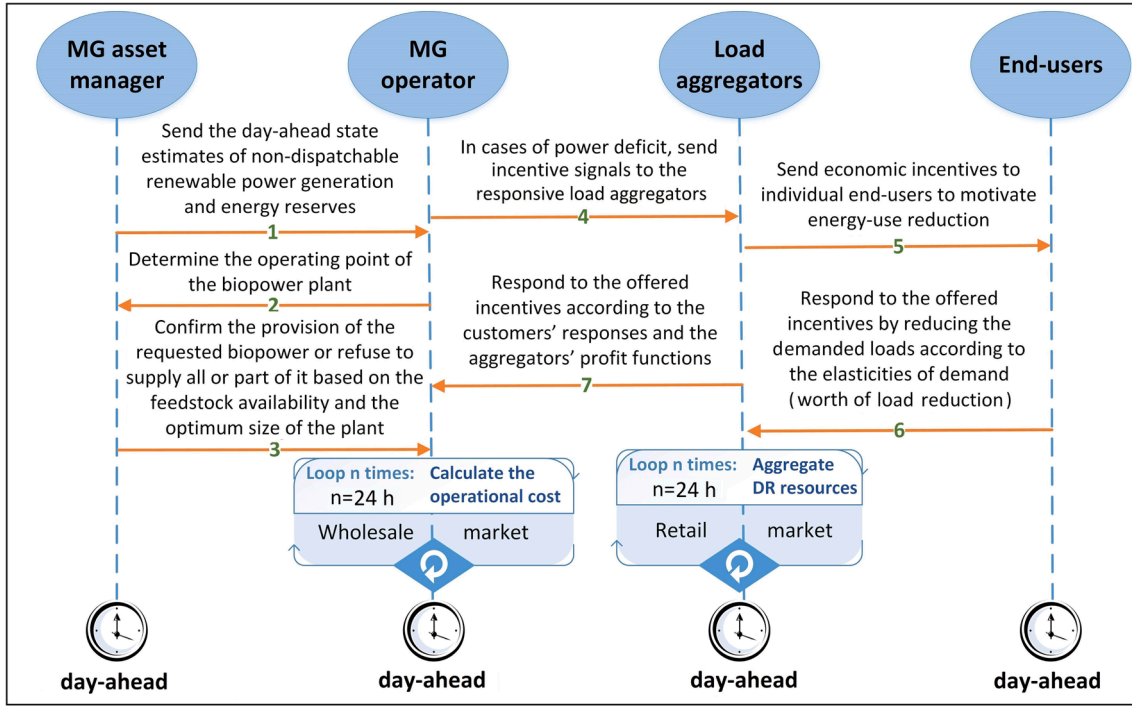 MG asset
manager
MG
operator
Load
aggregators
End-users
Send the day-ahead state
estimates of non-dispatchable
renewable power generation
and energy reserves
1
Determine the operating point of
the biopower plant
2
Confirm the provision of the
requested biopower or refuse to
supply all or part of it based on the
feedstock availability and the
optimum size of the plant
3
In cases of power deficit, send
incentive signals to the
responsive load aggregators
4
Send economic incentives to
individual end-users to motivate
energy-use reduction
5
Respond to the offered
incentives by reducing the
demanded loads according to
the elasticities of demand
(worth of load reduction)
6
Respond to the offered
incentives according to the
customers’ responses and the
aggregators’ profit functions
7
Loop n times:
n=24 h
Calculate the
operational cost
Wholesale market
Loop n times:
n=24 h
Aggregate
DR resources
Retail market
day-ahead
day-ahead
day-ahead
day-ahead